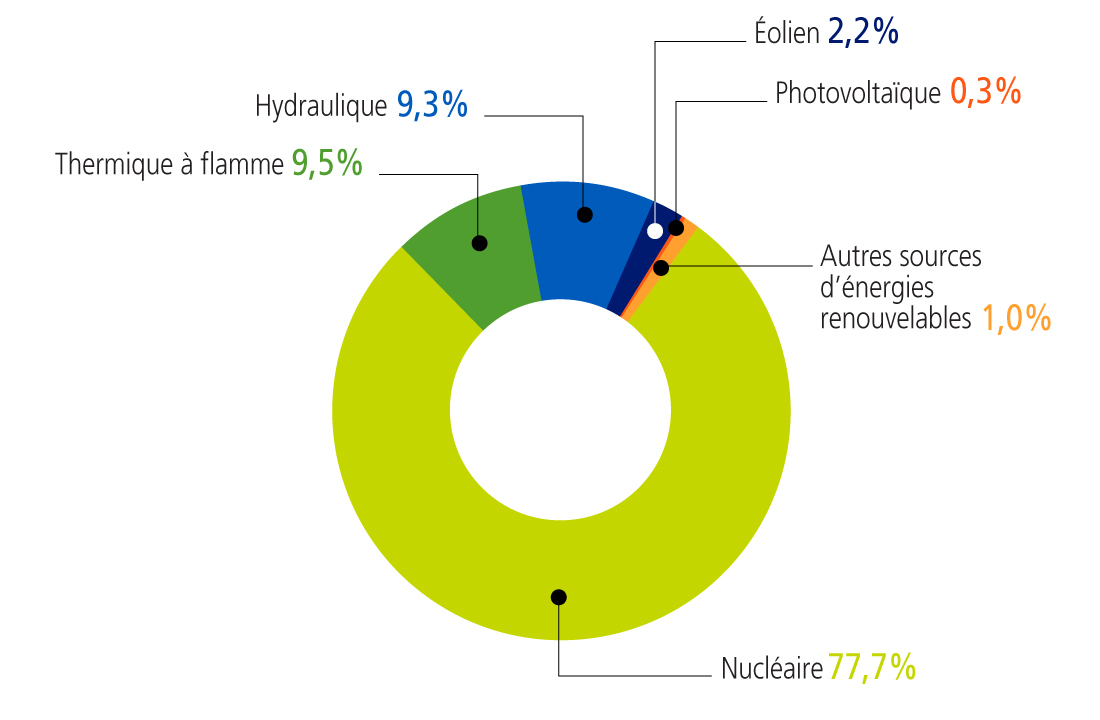 Éolien 2,2%
Photovoltaïque 0,3%
Hydraulique 9,3%
Thermique à flamme 9,5%
Autres sources
d’énergies
renouvelables 1,0%
Nucléaire 77,7%